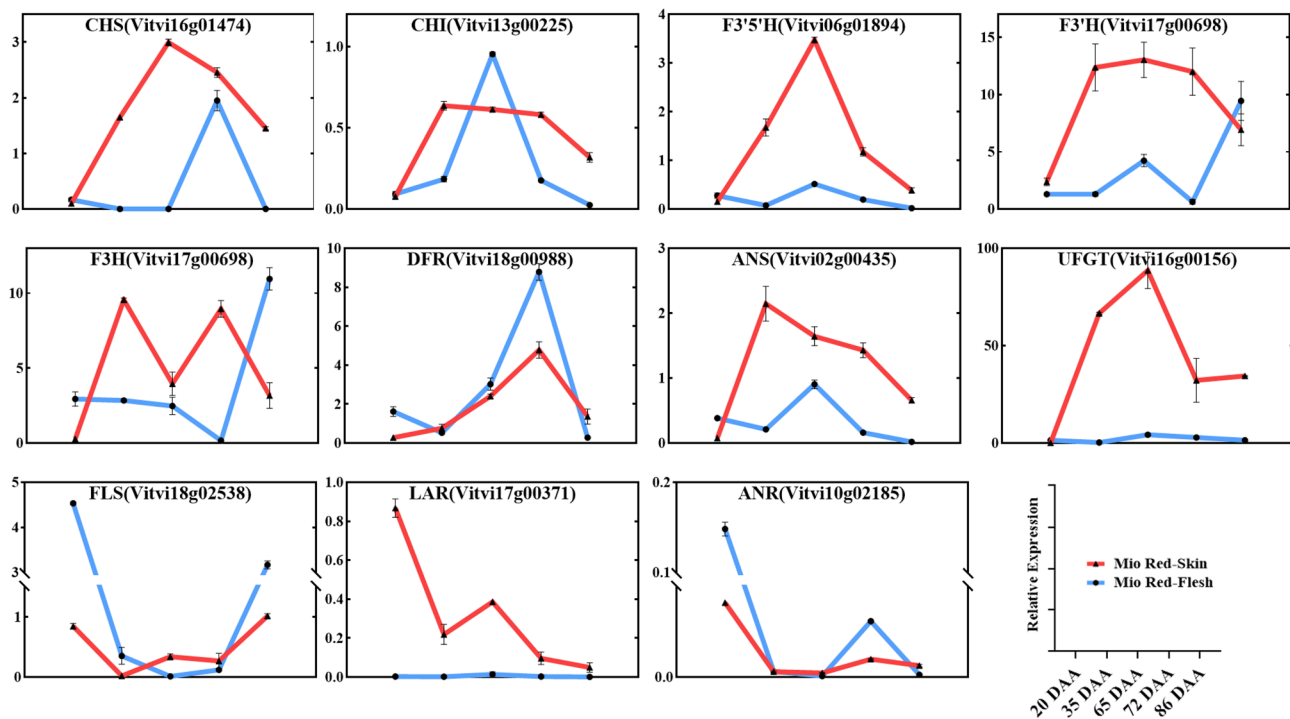 CHS(Vitvi16g01474)
3
2
1
0
CHI(Vitvi13g00225)
1.0
0.5
0.0
F3'5'H(Vitvi06g01894)
4
3
2
1
0
F3'H(Vitvi17g00698)
15
10
5
0
F3H(Vitvi17g00698)
10
5
0
DFR(Vitvi18g00988)
10
8
6
4
2
0
ANS(Vitvi02g00435)
3
2
1
0
UFGT(Vitvi16g00156)
100
50
0
FLS(Vitvi18g02538)
5
4
3
1
0
LAR(Vitvi17g00371)
1.0
0.8
0.6
0.4
0.2
0.0
ANR(Vitvi10g02185)
0.2
0.1
0.0
Relative Expression
Mio Red-Skin
Mio Red-Flesh
20 DAA
35 DAA
65 DAA
72 DAA
86 DAA